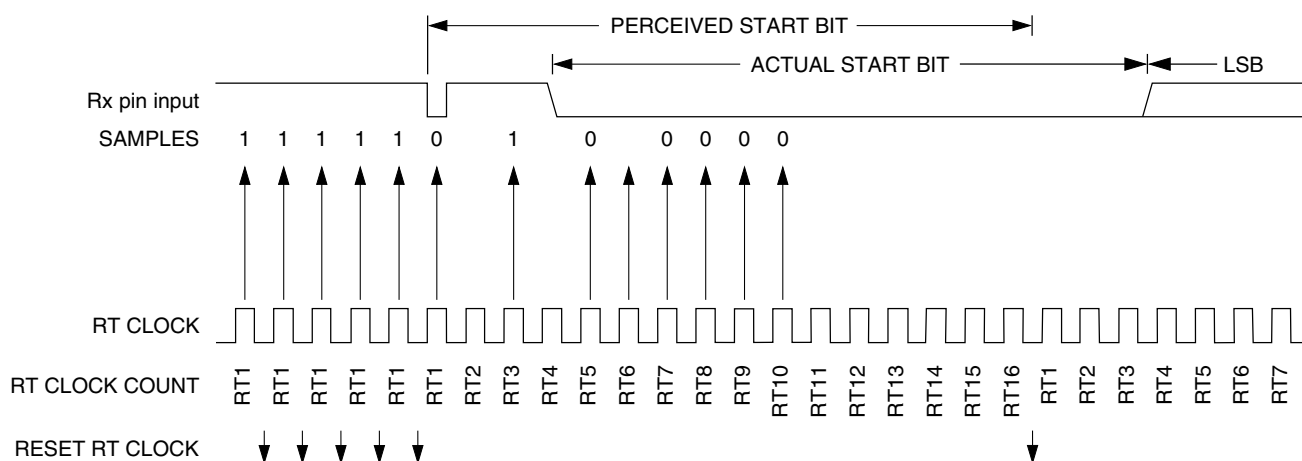 PERCEIVED START BIT
ACTUAL START BIT LSB
Rx pin input
SAMPLES 1 1 1 1 1 0 1 0 0 0 0 0
RT CLOCK
RT CLOCK COUNT RT1 RT1 RT1 RT1 RT1 RT1 RT2 RT3 RT4 RT5 RT6 RT7 RT8 RT9 RT10 RT11 RT12 RT13 RT14 RT15 RT16 RT1 RT2 RT3 RT4 RT5 RT6 RT7
RESET RT CLOCK